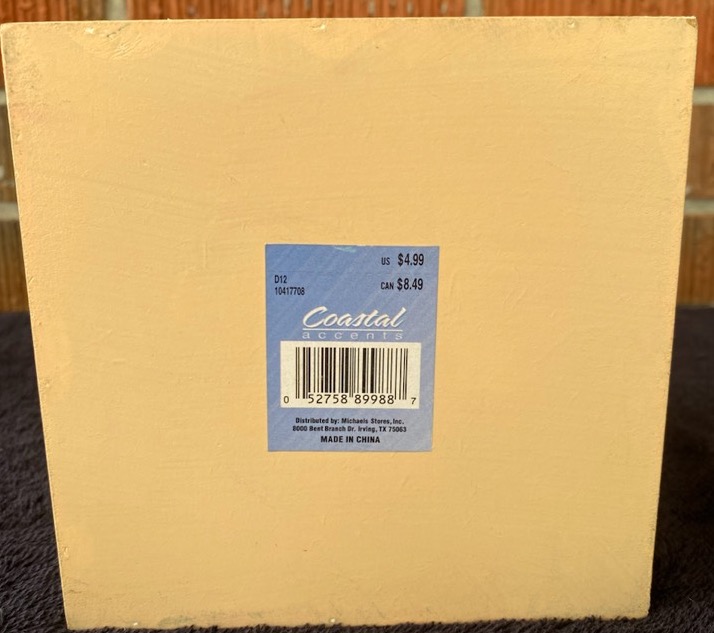 US $4.99
D12
CAN $8.49
10417708
Coastal
accents
0 52758 89988 7
Distributed by: Michaels Stores, Inc.
8000 Bent Branch Dr. Irving, TX 75063
MADE IN CHINA